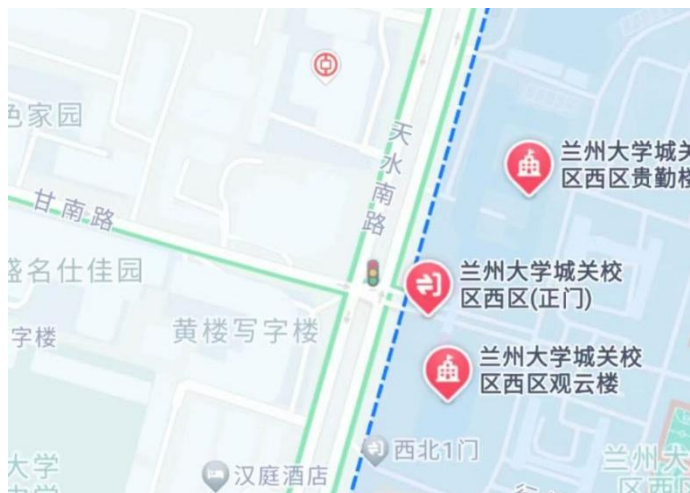 色家园
天水南路
兰州大学城关
区西区贵勤楼
甘南路
盛名仕佳园
兰州大学城关校
区西区(正门)
字楼
黄楼写字楼
兰州大学城关校
区西区观云楼
西北1门
兰州大
大学
汉庭酒店